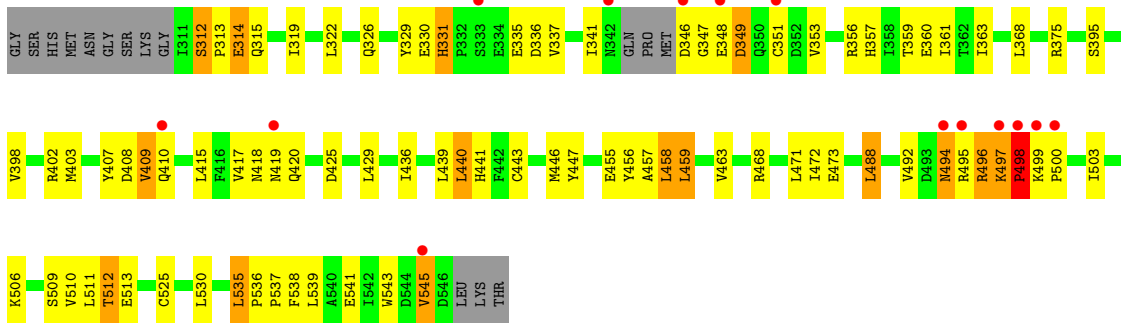 GLY SER HIS MET ASN GLY SER LYS GLY I311 S312 P313 E314 Q315 I319 L322 Q326 Y329 E330 H331 P332 S333 E334 E335 D336 V337 I341 N342 GLN PRO MET D346 G347 E348 D349 Q350 C351 D352 V353 R356 H357 I358 T359 E360 I361 T362 I363 L368 R375 S395
V398 R402 M403 Y407 D408 V409 Q410 L415 F416 V417 N418 N419 Q420 D425 L429 I436 L439 L440 H441 F442 C443 M446 Y447 E455 Y456 A457 L458 L459 V463 R468 L471 I472 E473 L488 V492 D493 N494 R495 R496 K497 P498 K499 P500 I503
K506 S509 V510 L511 T512 E513 C525 L530 L535 P536 P537 F538 L539 A540 E541 I542 W543 D544 V545 D546 LEU LYS THR